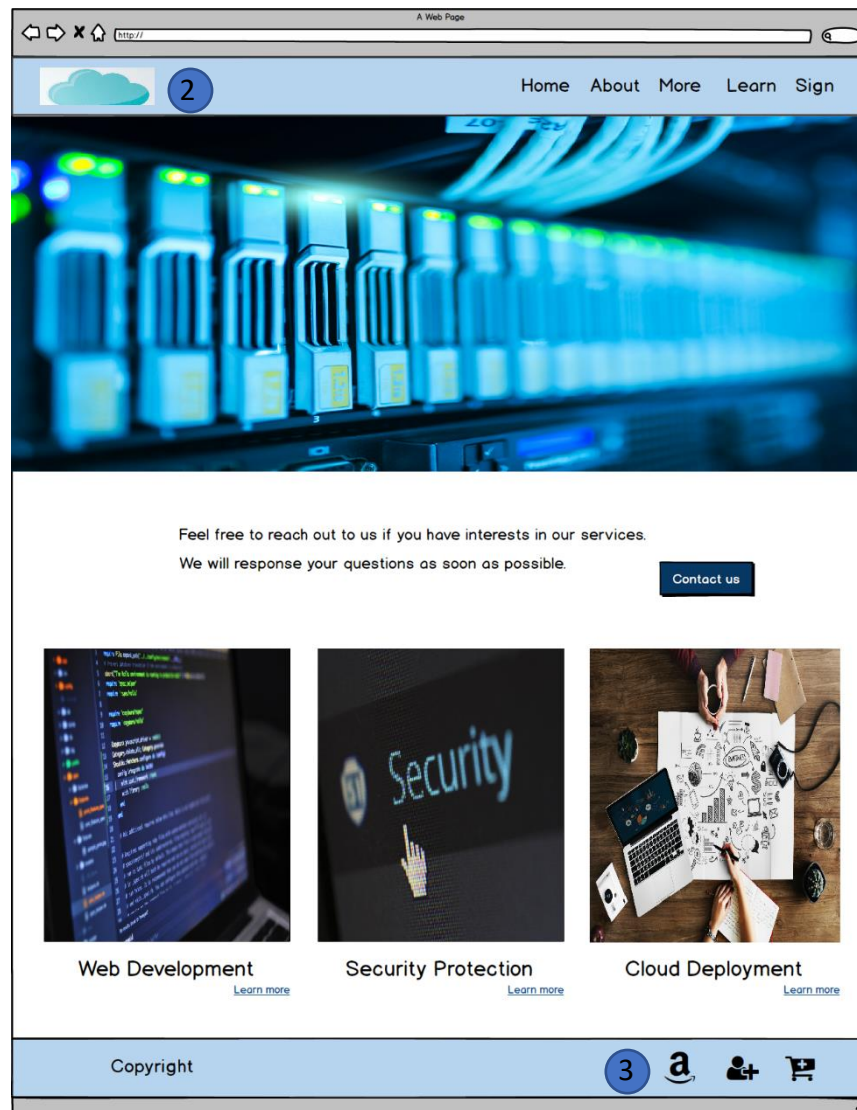 A Web Page
http://
2
Home About More Learn Sign
Feel free to reach out to us if you have interests in our services.
We will response your questions as soon as possible.
Contact us
Security
Web Development
Learn more
Security Protection
Learn more
Cloud Deployment
Learn more
Copyright
3
a